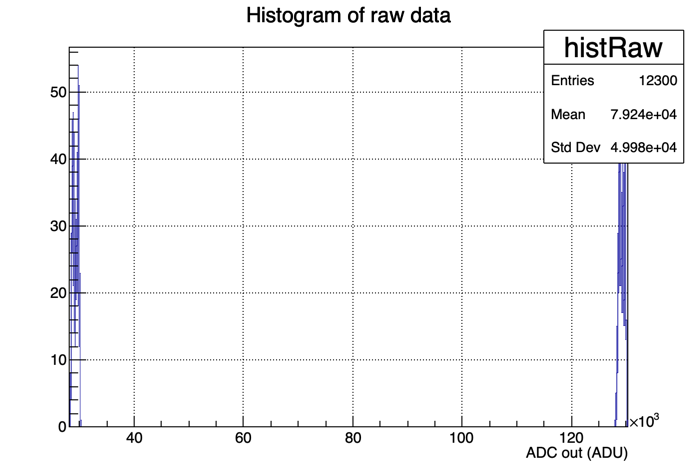 Histogram of raw data
histRaw
Entries 12300
Mean 7.924e+04
Std Dev 4.998e+04
50
40
30
20
10
0
40 60 80 100 120
×10³
ADC out (ADU)